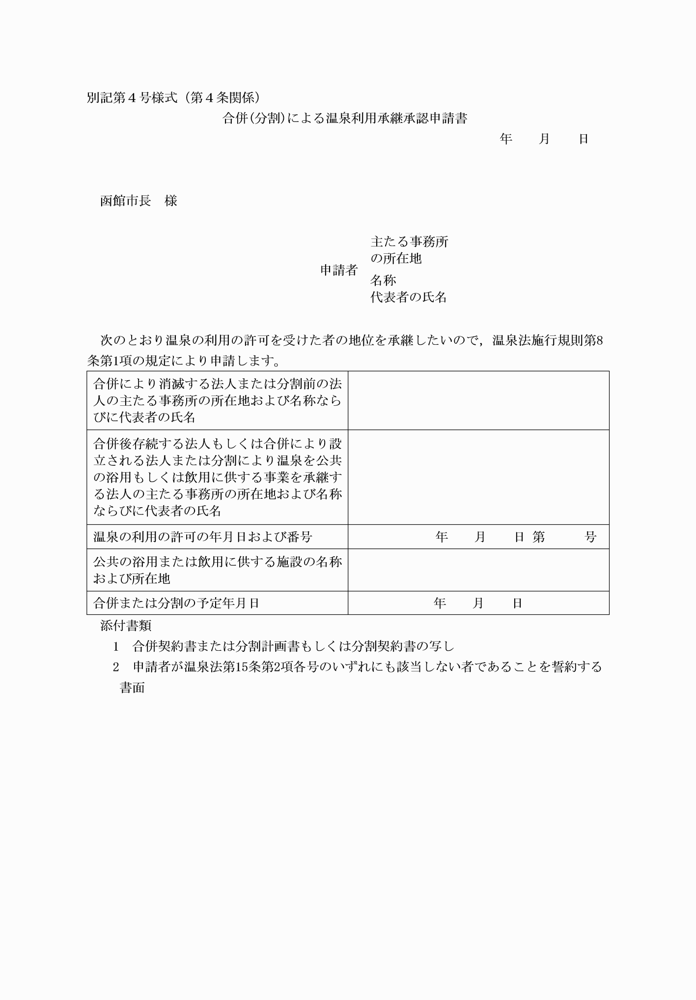 別記第４号様式（第４条関係）
合併(分割)による温泉利用承継承認申請書
年　　月　　日
函館市長　様
主たる事務所
の所在地
申請者
名称
代表者の氏名
次のとおり温泉の利用の許可を受けた者の地位を承継したいので，温泉法施行規則第8
条第1項の規定により申請します。
合併により消滅する法人または分割前の法
人の主たる事務所の所在地および名称なら
びに代表者の氏名
合併後存続する法人もしくは合併により設
立される法人または分割により温泉を公共
の浴用もしくは飲用に供する事業を承継す
る法人の主たる事務所の所在地および名称
ならびに代表者の氏名
温泉の利用の許可の年月日および番号
年　　月　　日 第　　　号
公共の浴用または飲用に供する施設の名称
および所在地
合併または分割の予定年月日
年　　月　　日
添付書類
1　合併契約書または分割計画書もしくは分割契約書の写し
2　申請者が温泉法第15条第2項各号のいずれにも該当しない者であることを誓約する
書面